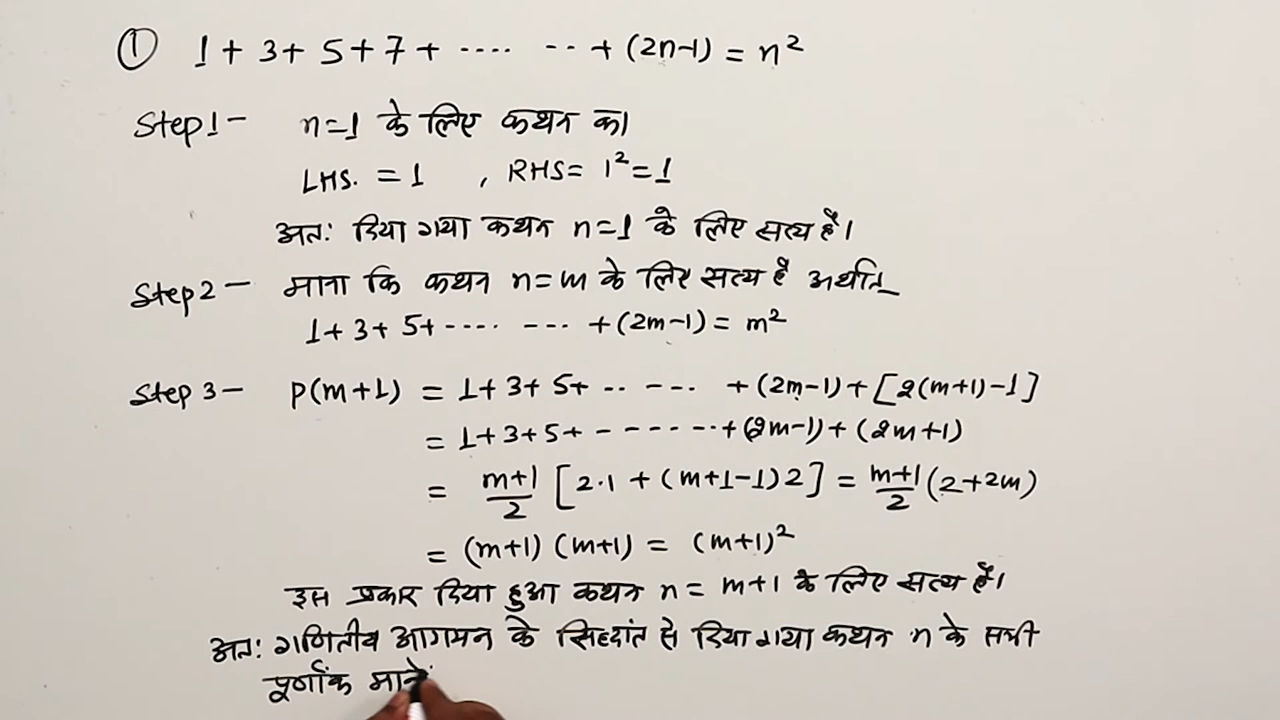 ① 1 + 3 + 5 + 7 + .... .. + (2n-1) = n²
Step 1 - n=1 के लिए कथन का
LHS. = 1 , RHS = 1² = 1
अतः दिया गया कथन n=1 के लिए सत्य है।
Step 2 - माना कि कथन n=m के लिए सत्य है अर्थात्
1 + 3 + 5 + ---- --- + (2m-1) = m²
Step 3 - P(m+1) = 1 + 3 + 5 + .. --- + (2m-1) + [2(m+1)-1]
= 1 + 3 + 5 + ------- + (2m-1) + (2m+1)
= m+1/2 [2·1 + (m+1-1)2] = m+1/2 (2+2m)
= (m+1) (m+1) = (m+1)²
इस प्रकार दिया हुआ कथन n = m+1 के लिए सत्य है।
अतः गणितीय आगमन के सिद्दांत से दिया गया कथन n के सभी
पूर्णांक